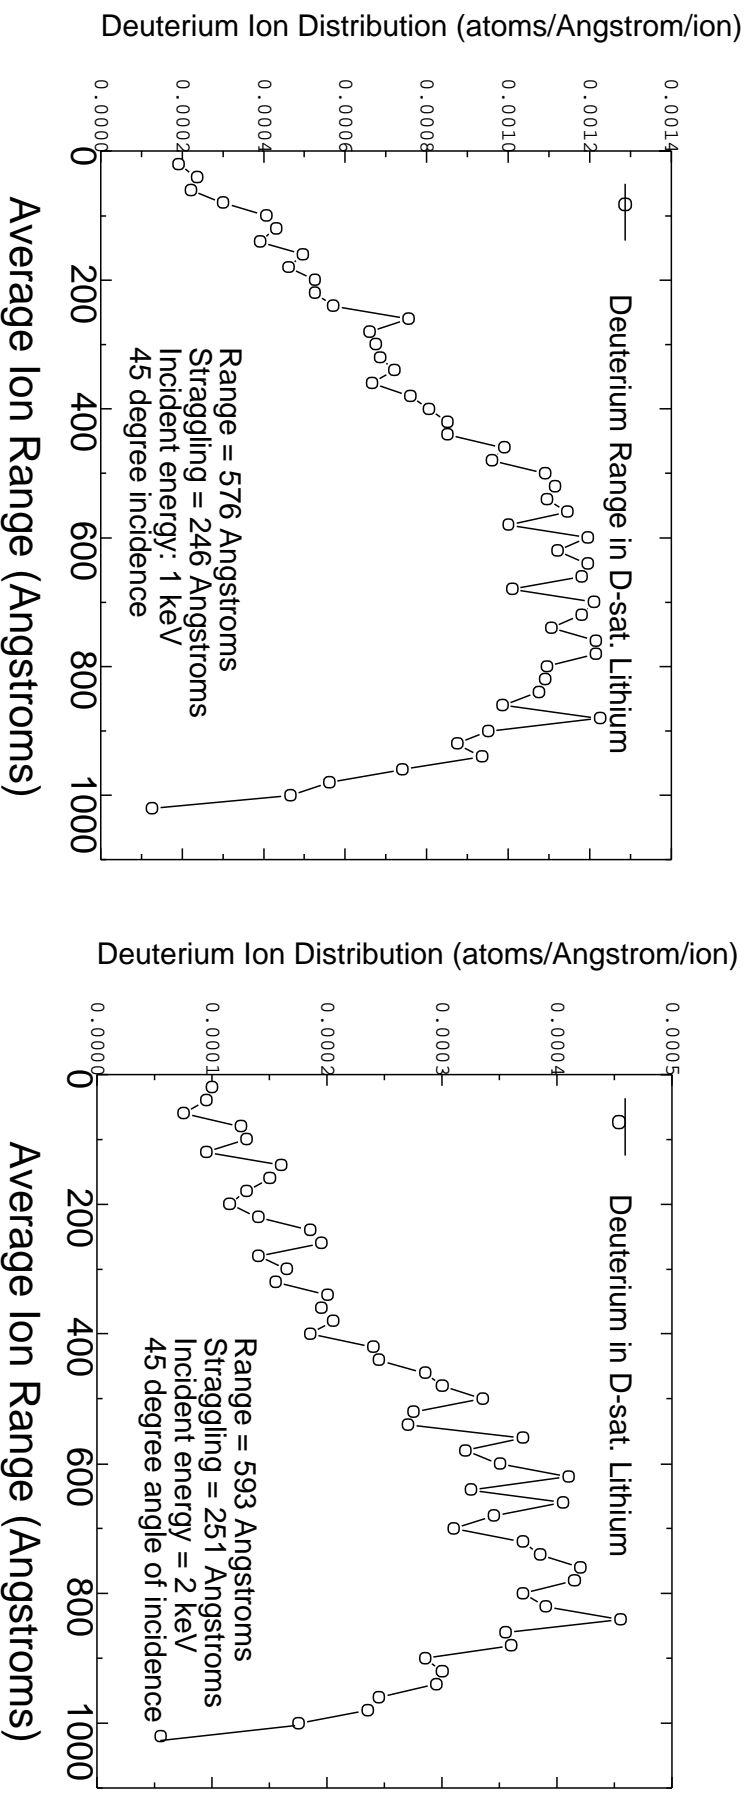 Deuterium Ion Distribution (atoms/Angstrom/ion)
0.0014
0.0012
0.0010
0.0008
0.0006
0.0004
0.0002
0.0000
Deuterium Range in D-sat. Lithium
Range = 576 Angstroms
Straggling = 246 Angstroms
Incident energy: 1 keV
45 degree incidence
0 200 400 600 800 1000
Average Ion Range (Angstroms)
Deuterium Ion Distribution (atoms/Angstrom/ion)
0.0005
0.0004
0.0003
0.0002
0.0001
0.0000
Deuterium in D-sat. Lithium
Range = 593 Angstroms
Straggling = 251 Angstroms
Incident energy = 2 keV
45 degree angle of incidence
0 200 400 600 800 1000
Average Ion Range (Angstroms)